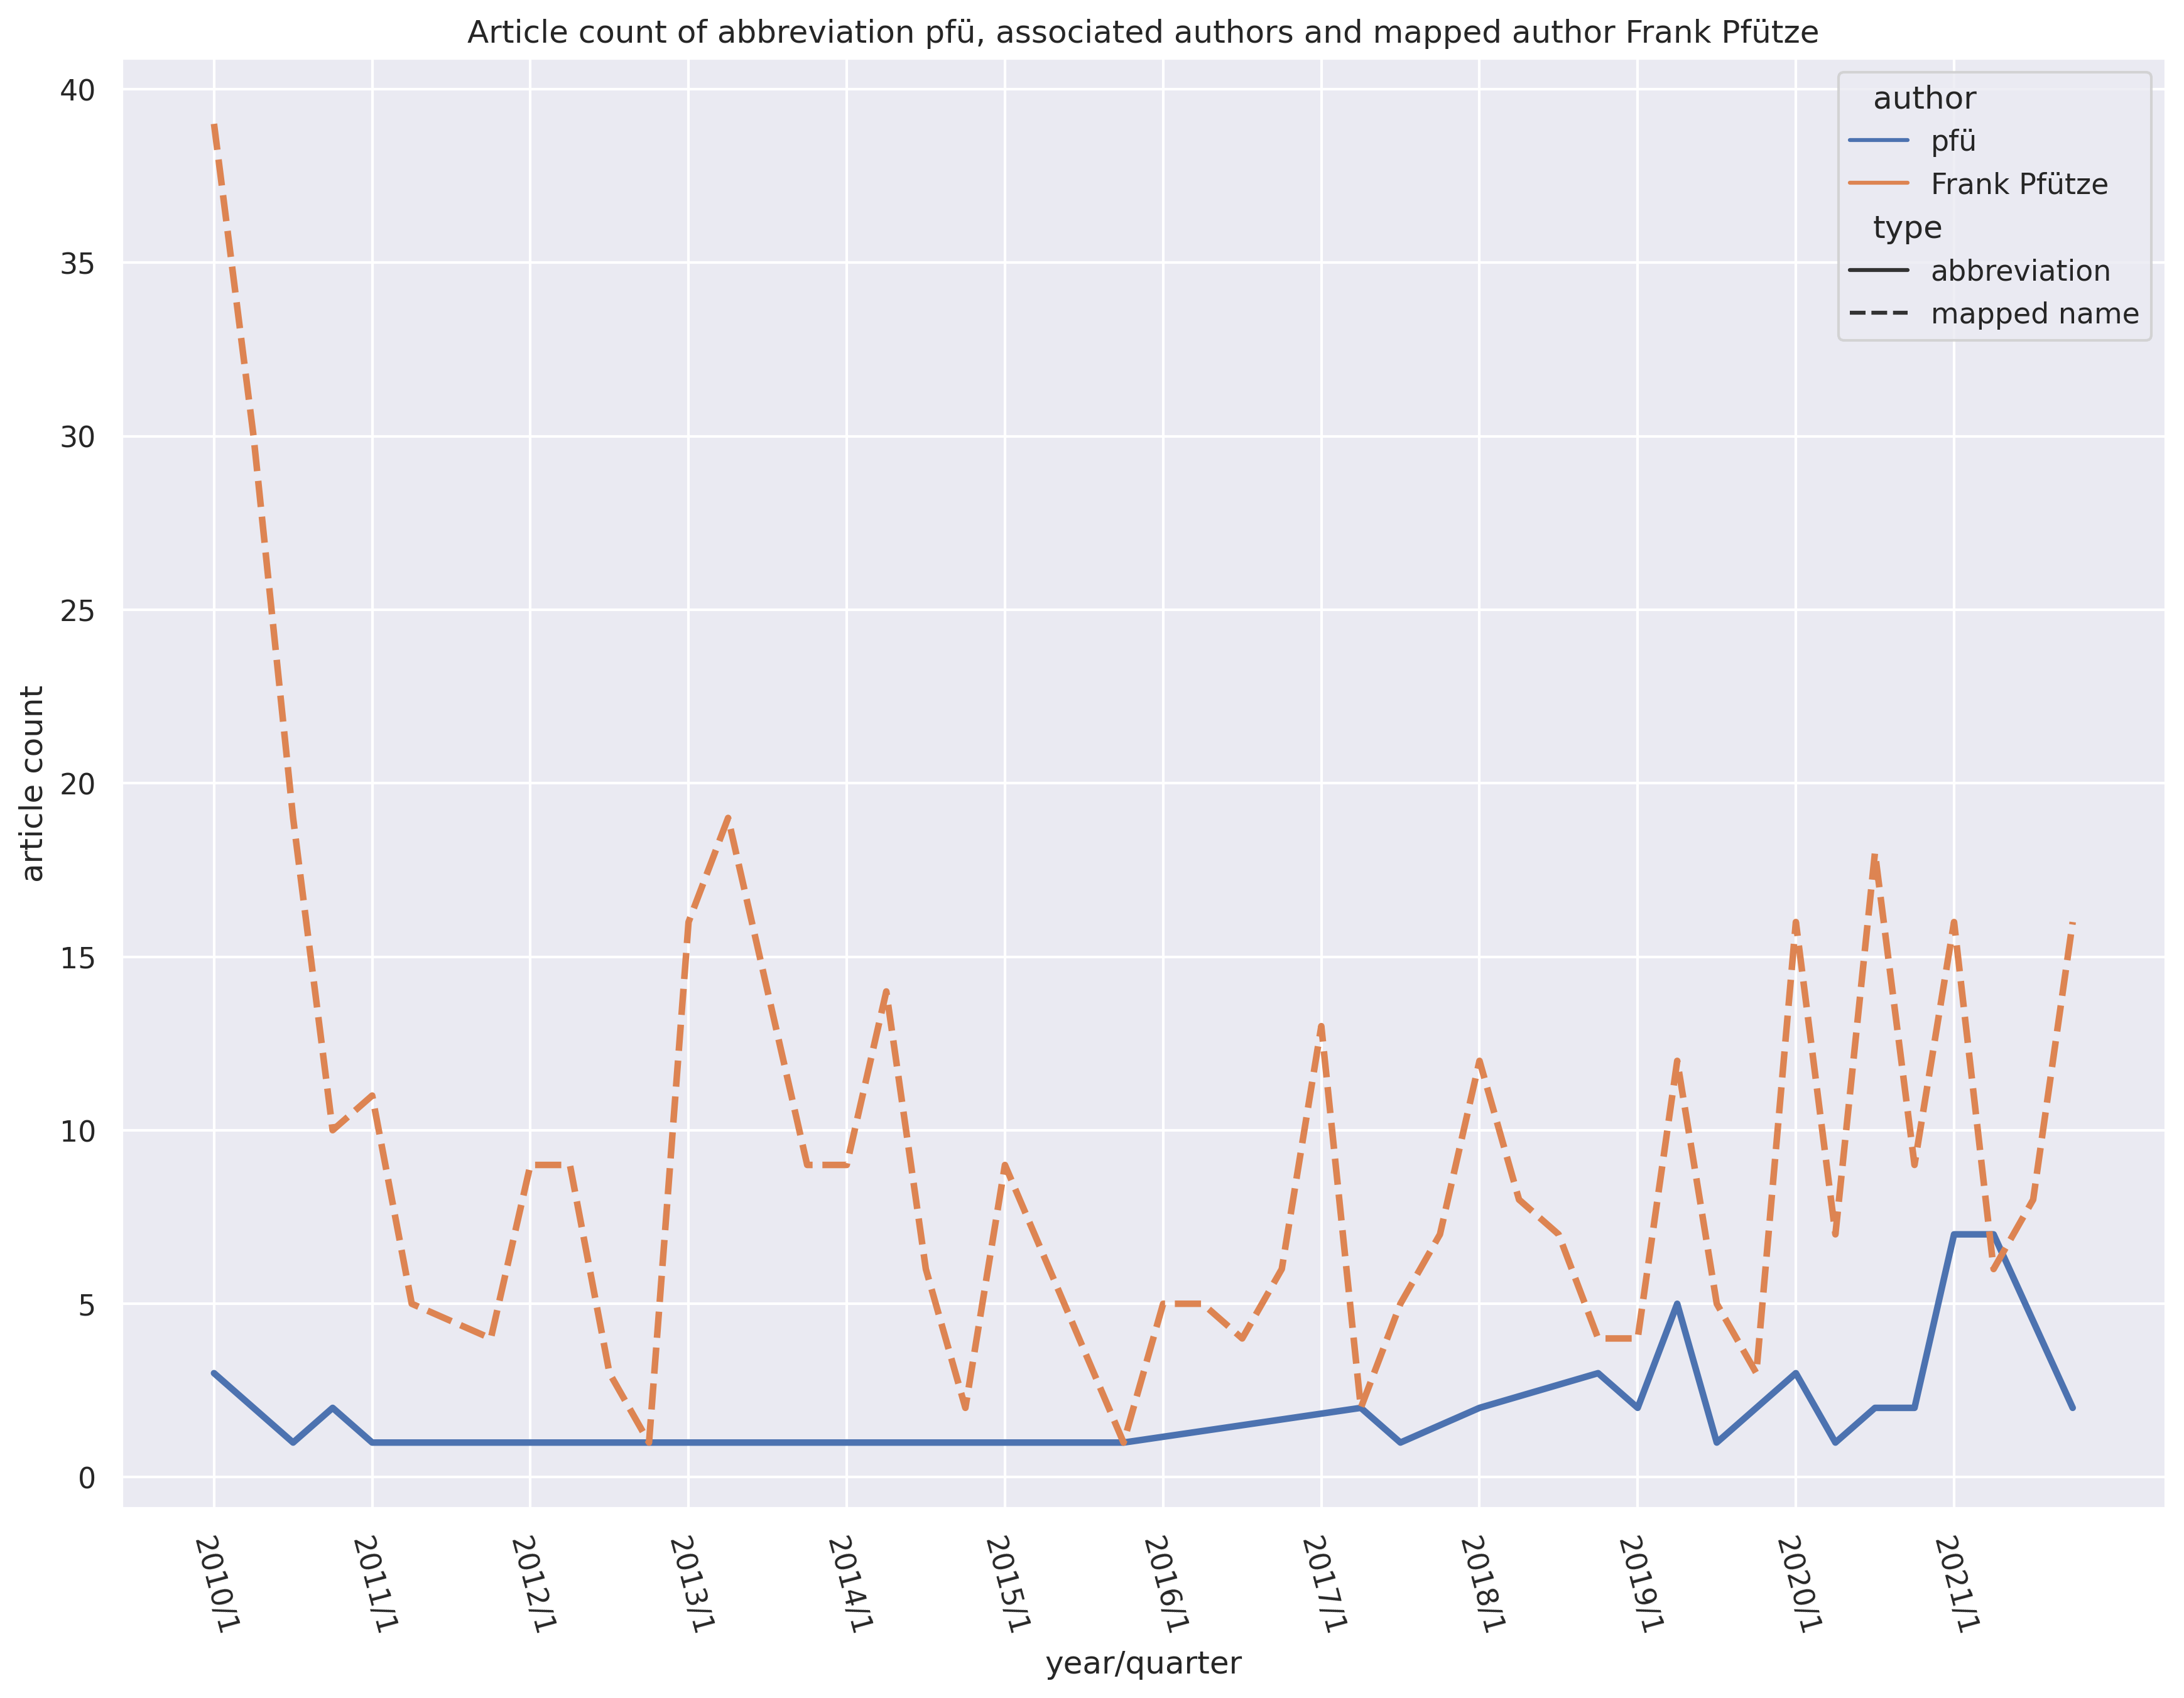 Article count of abbreviation pfü, associated authors and mapped author Frank Pfütze
author
pfü
Frank Pfütze
type
abbreviation
mapped name
article count
40
35
30
25
20
15
10
5
0
2010/1
2011/1
2012/1
2013/1
2014/1
2015/1
2016/1
2017/1
2018/1
2019/1
2020/1
2021/1
year/quarter